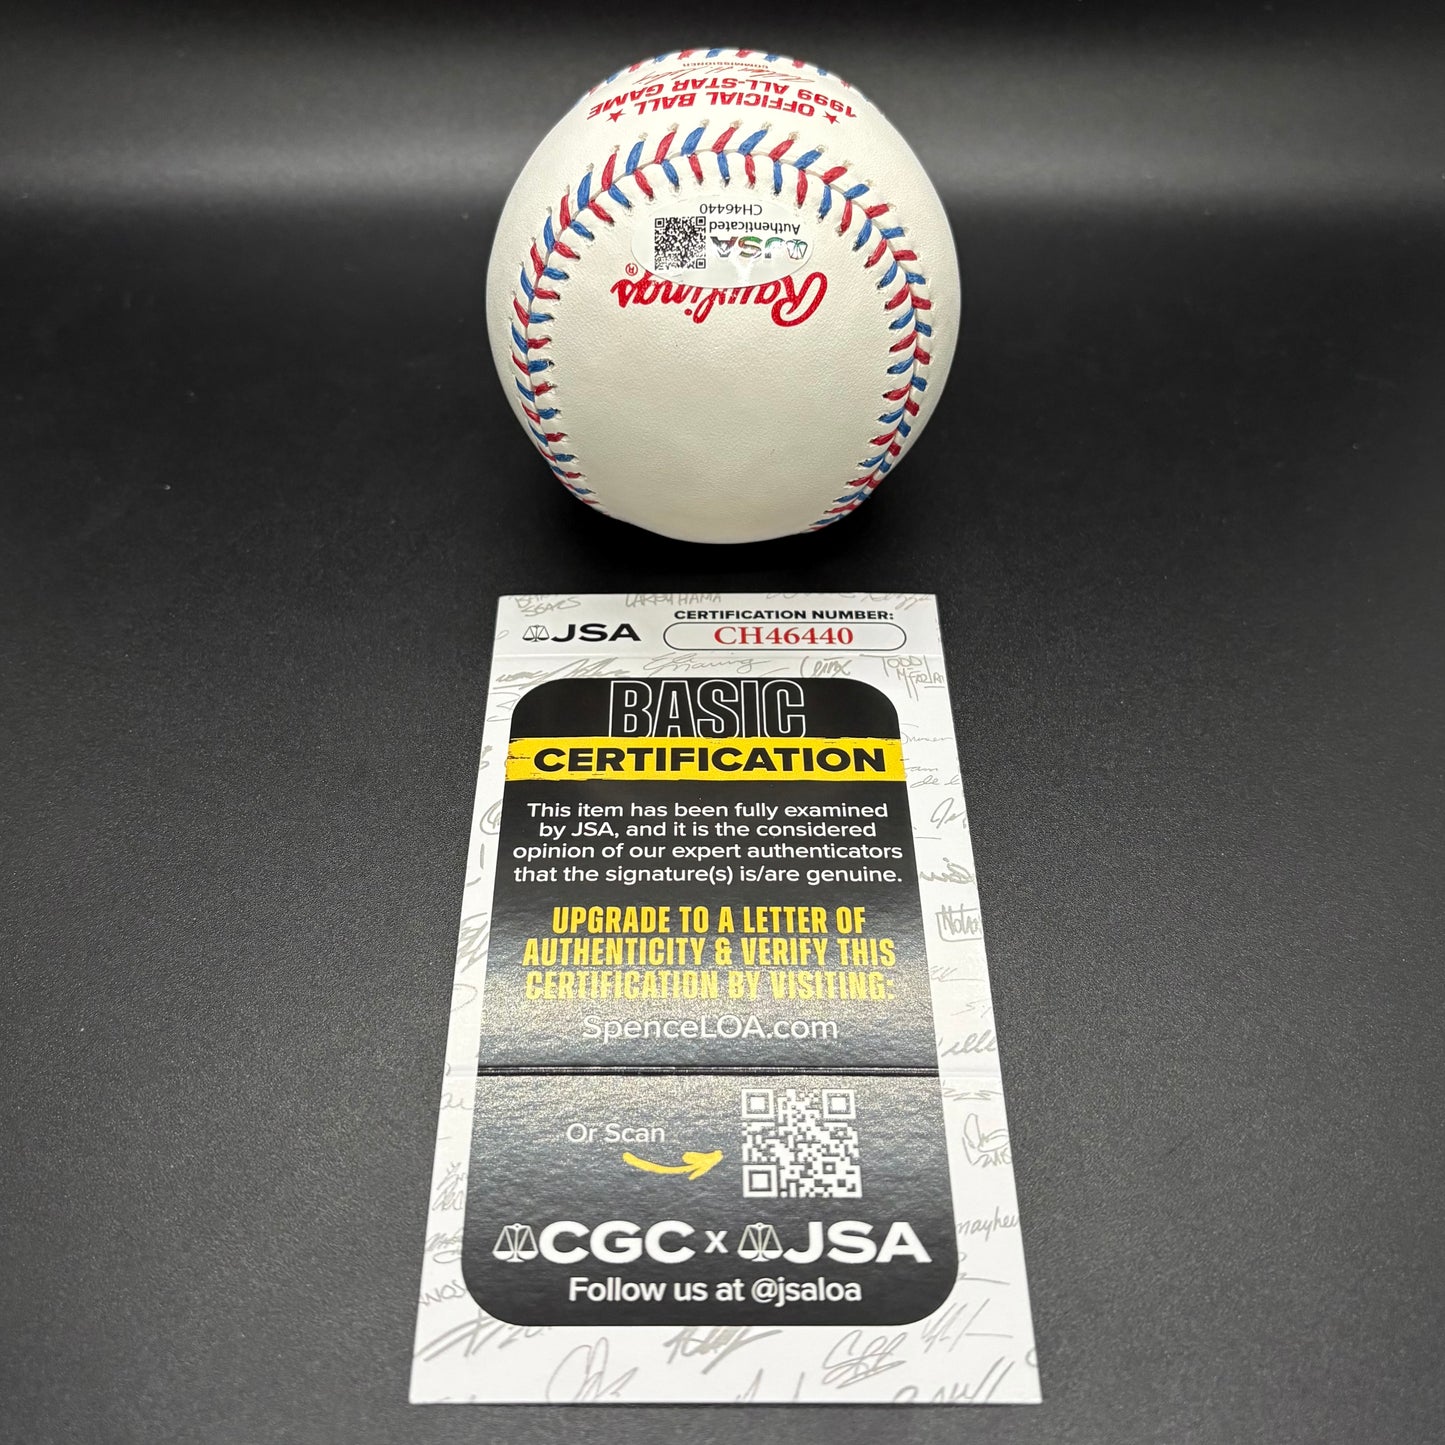 COMMISSIONER
OFFICIAL BALL
1999 ALL-STAR GAME
CH46440
Authenticated
JSA
Rawlings®
JSA
CERTIFICATION NUMBER:
CH46440
BASIC
CERTIFICATION
This item has been fully examined
by JSA, and it is the considered
opinion of our expert authenticators
that the signature(s) is/are genuine.
UPGRADE TO A LETTER OF
AUTHENTICITY & VERIFY THIS
CERTIFICATION BY VISITING:
SpenceLOA.com
Or Scan
CGC x JSA
Follow us at @jsaloa